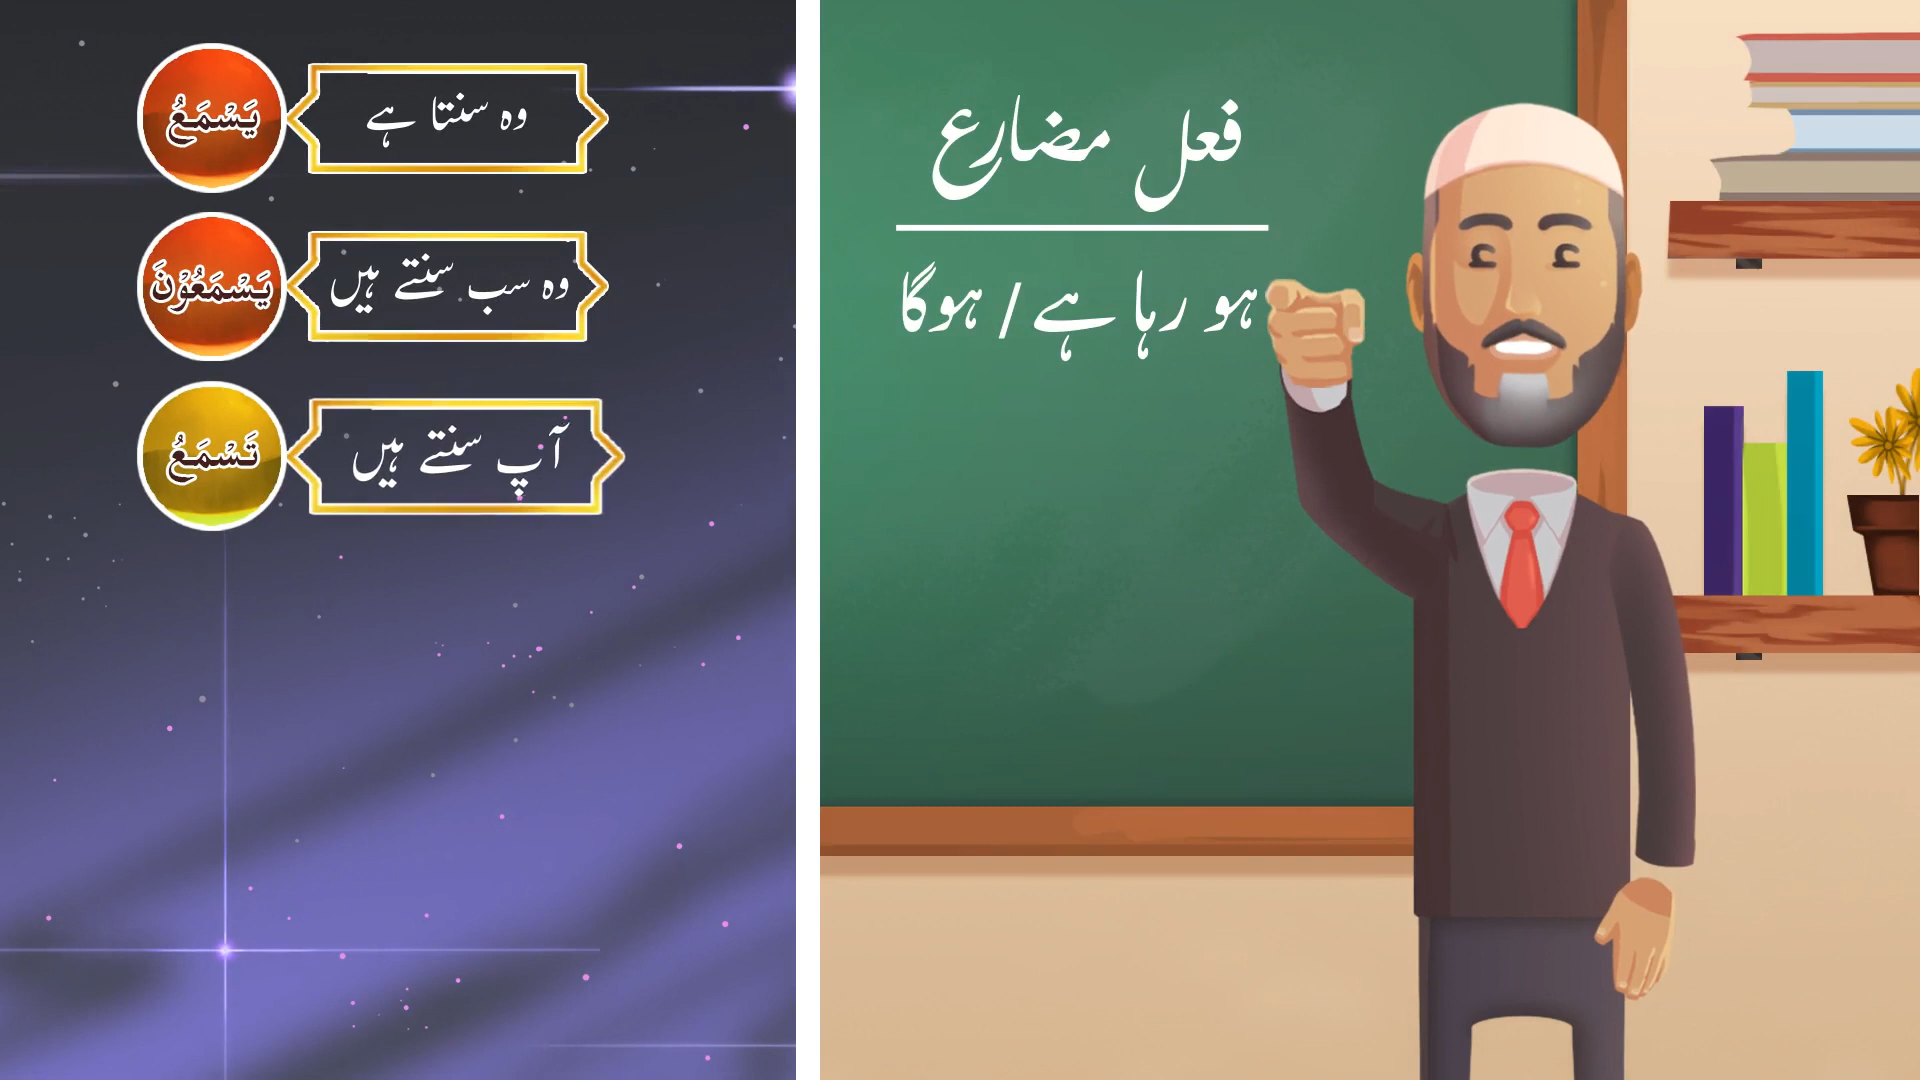 يَسْمَعُ
وہ سنتا ہے
يَسْمَعُوْنَ
وہ سب سنتے ہیں
تَسْمَعُ
آپ سنتے ہیں
فعل مضارع
ہو رہا ہے / ہوگا